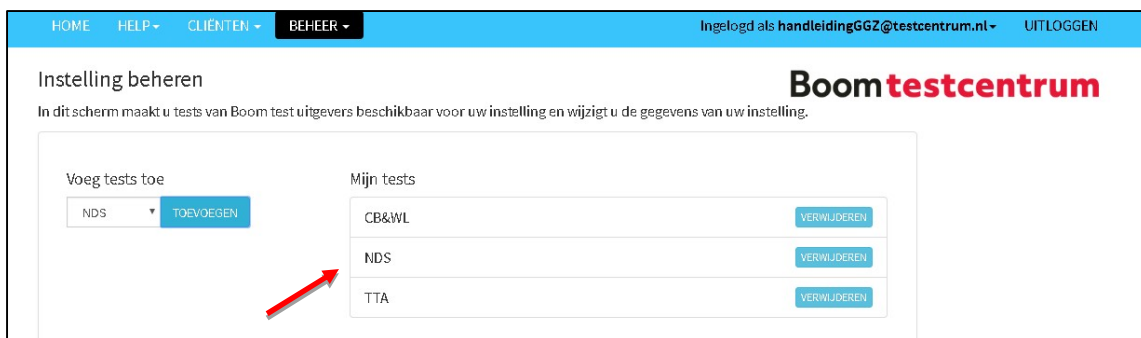 HOME HELP CLIËNTEN BEHEER Ingelogd als handleidingGGZ@testcentrum.nl UITLOGGEN
Instelling beheren
Boomtestcentrum
In dit scherm maakt u tests van Boom test uitgevers beschikbaar voor uw instelling en wijzigt u de gegevens van uw instelling.
Voeg tests toe
NDS TOEVOEGEN
Mijn tests
CB&WL VERWIJDEREN
NDS VERWIJDEREN
TTA VERWIJDEREN